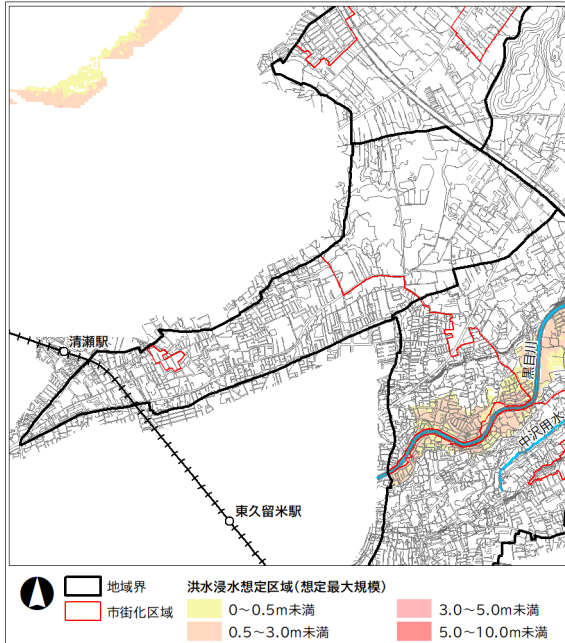 清瀬駅
黒目川
中沢用水
東久留米駅
地域界
市街化区域
洪水浸水想定区域(想定最大規模)
0~0.5m未満
0.5~3.0m未満
3.0~5.0m未満
5.0~10.0m未満